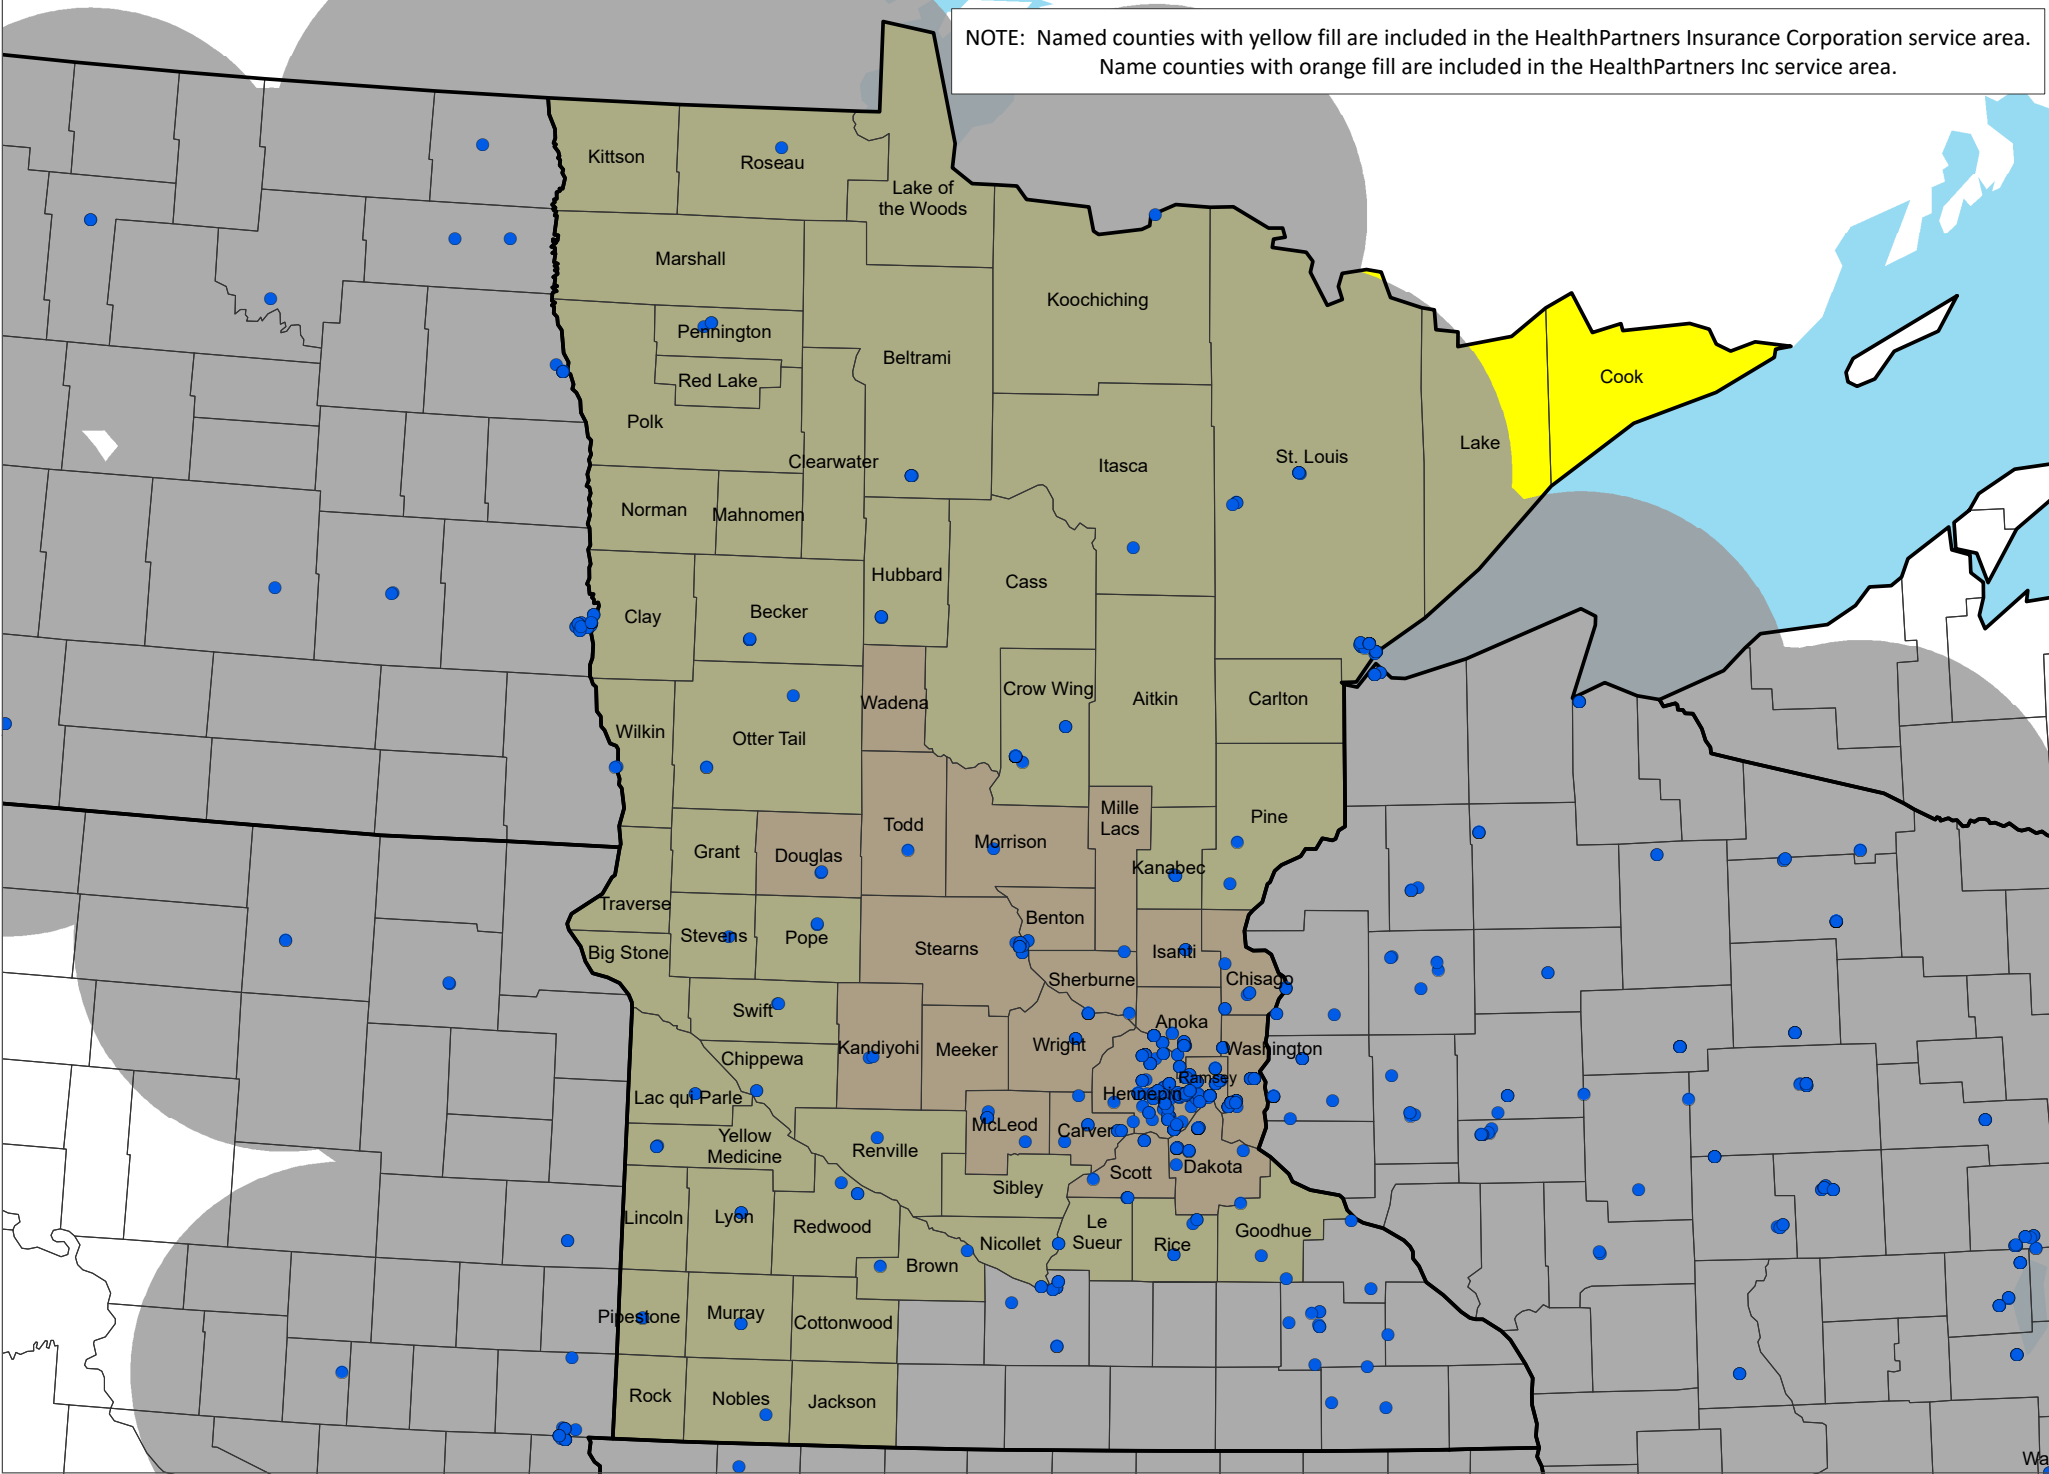 NOTE: Named counties with yellow fill are included in the HealthPartners Insurance Corporation service area.
Name counties with orange fill are included in the HealthPartners Inc service area.
Kittson
Roseau
Lake of
the Woods
Marshall
Koochiching
Pennington
Beltrami
Red Lake
Cook
Polk
Lake
Clearwater
Itasca
St. Louis
Norman
Mahnomen
Hubbard
Cass
Clay
Becker
Wadena
Crow Wing
Aitkin
Carlton
Wilkin
Otter Tail
Mille
Lacs
Pine
Todd
Morrison
Grant
Douglas
Kanabec
Traverse
Benton
Stevens
Pope
Stearns
Isanti
Big Stone
Sherburne
Chisago
Swift
Anoka
Chippewa
Kandiyohi
Meeker
Wright
Washington
Ramsey
Hennepin
Lac qui Parle
McLeod
Carver
Yellow
Medicine
Renville
Scott
Dakota
Sibley
Lincoln
Lyon
Redwood
Le
Sueur
Goodhue
Nicollet
Rice
Brown
Pipestone
Murray
Cottonwood
Rock
Nobles
Jackson
Wa